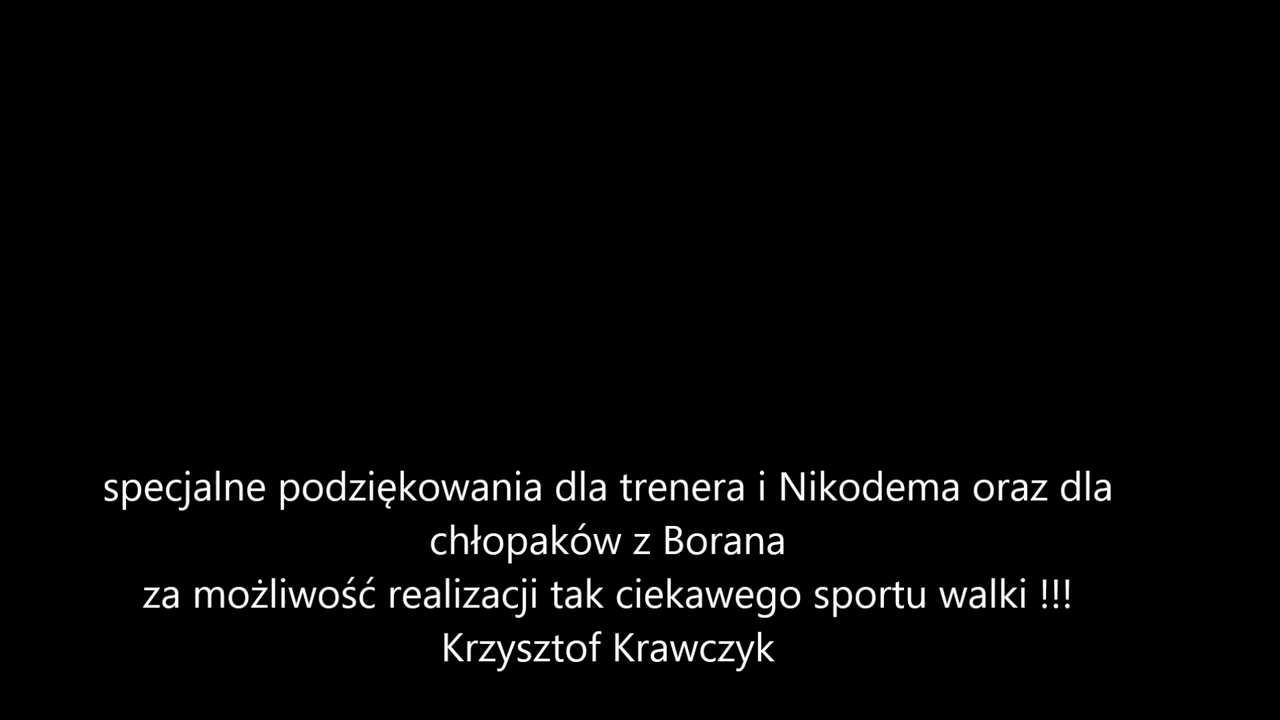 specjalne podziękowania dla trenera i Nikodema oraz dla
chłopaków z Borana
za możliwość realizacji tak ciekawego sportu walki !!!
Krzysztof Krawczyk